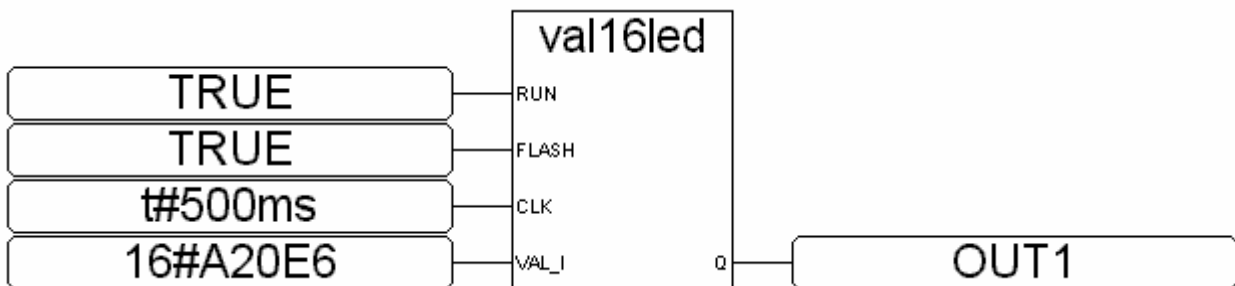 val16led
TRUE RUN
TRUE FLASH
t#500ms CLK
16#A20E6 VAL_I Q OUT1